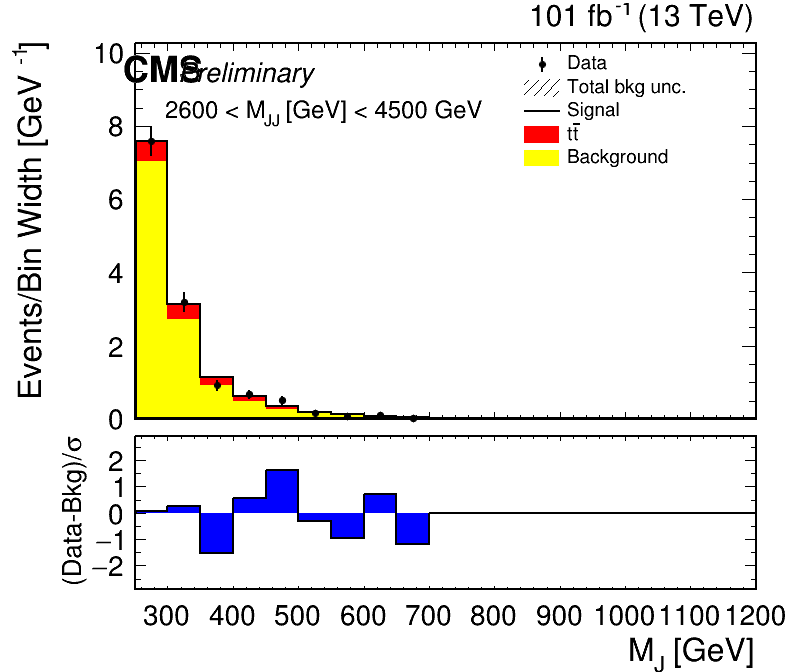 101 fb⁻¹ (13 TeV)
CMS Preliminary
2600 < M_JJ [GeV] < 4500 GeV
Data
Total bkg unc.
Signal
tt̄
Background
Events/Bin Width [GeV⁻¹]
10
8
6
4
2
0
(Data-Bkg)/σ
2
1
0
−1
−2
300 400 500 600 700 800 900 1000 1100 1200
M_J [GeV]